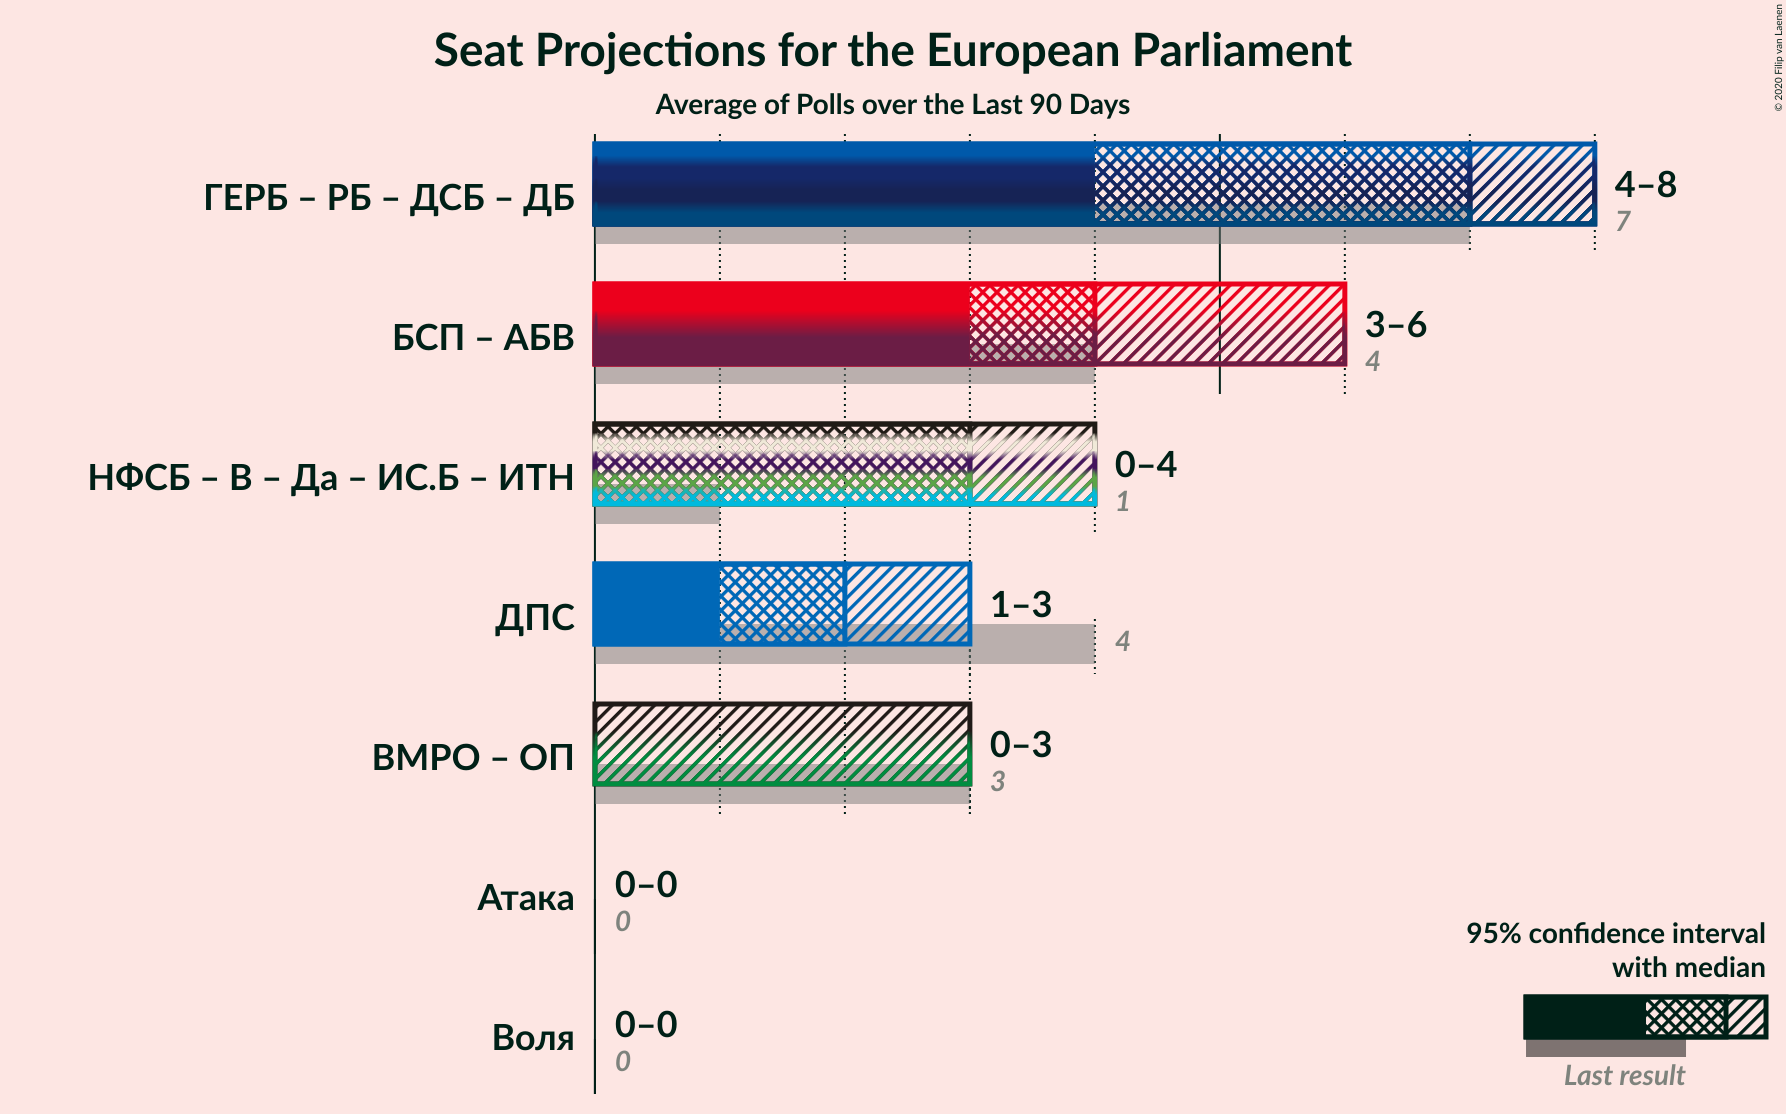 Seat Projections for the European Parliament
Average of Polls over the Last 90 Days
© 2020 Filip van Laenen
ГЕРБ – РБ – ДСБ – ДБ
4–8
7
БСП – АБВ
3–6
4
НФСБ – В – Да – ИС.Б – ИТН
0–4
1
ДПС
1–3
4
ВМРО – ОП
0–3
3
Атака
0–0
0
Воля
0–0
0
95% confidence interval
with median
Last result